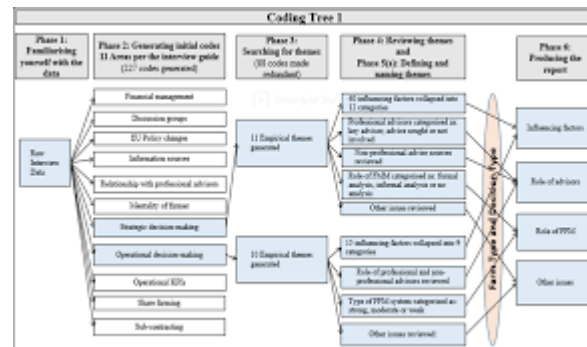 Coding Tree 1
Phase 1:
Familiarising
yourself with the
data
Phase 2: Generating initial codes
11 Areas per the interview guide
(227 codes generated)
Phase 3:
Searching for themes
(88 codes made
redundant)
Phase 4: Reviewing themes
and
Phase 5(a): Defining and
naming themes
Phase 6:
Producing the
report
Raw
Interview
Data
Financial management
Discussion groups
EU Policy changes
Information sources
Relationship with professional advisors
Mentality of farmer
Strategic decision-making
Operational decision-making
Operational KPIs
Share farming
Sub-contracting
11 Empirical themes
generated
10 Empirical themes
generated
40 influencing factors collapsed into
12 categories
Professional advisors categorised as:
key advisor, advice sought or not
involved
Non-professional advice sources
reviewed
Role of FMM categorised as: formal
analysis, informal analysis or no
analysis
Other issues reviewed
15 influencing factors collapsed into 9
categories
Role of professional and non-
professional advisors reviewed
Type of FFM system categorised as
strong, moderate or weak
Other issues reviewed:
Farm Type and Decision Type
Influencing factors
Role of advisors
Role of FFM
Other issues